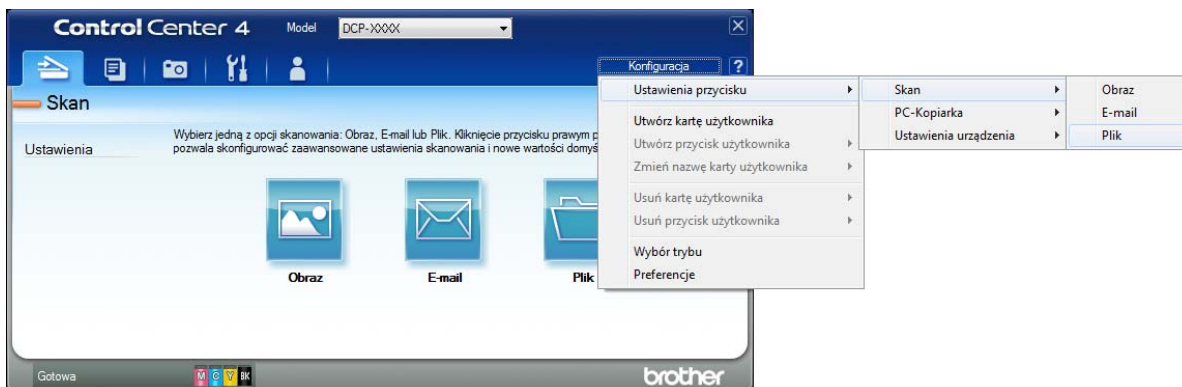 Control Center 4
Model
DCP-XXXX
Konfiguracja
?
Skan
Ustawienia
Wybierz jedną z opcji skanowania: Obraz, E-mail lub Plik. Kliknięcie przycisku prawym p
pozwala skonfigurować zaawansowane ustawienia skanowania i nowe wartości domyś
Obraz
E-mail
Plik
Ustawienia przycisku
Utwórz kartę użytkownika
Utwórz przycisk użytkownika
Zmień nazwę karty użytkownika
Usuń kartę użytkownika
Usuń przycisk użytkownika
Wybór trybu
Preferencje
Skan
PC-Kopiarka
Ustawienia urządzenia
Obraz
E-mail
Plik
Gotowa
M C Y BK
brother